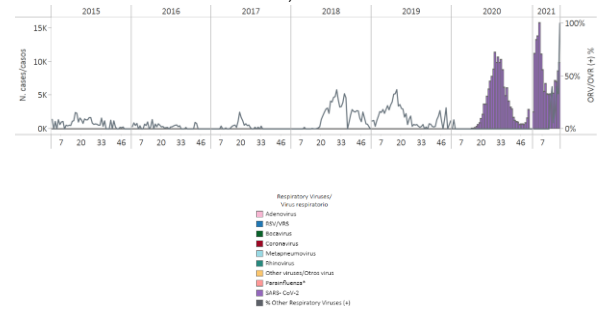 2015 2016 2017 2018 2019 2020 2021
15K
10K
5K
0K
N. cases/casos
100%
50%
0%
ORV/OVR (+) %
7 20 33 46 7 20 33 46 7 20 33 46 7 20 33 46 7 20 33 46 7 20 33 46 7
Respiratory Viruses/
Virus respiratorio
Adenovirus
RSV/VRS
Bocavirus
Coronavirus
Metapneumovirus
Rhinovirus
Other viruses/Otros virus
Parainfluenza*
SARS- CoV-2
% Other Respiratory Viruses (+)